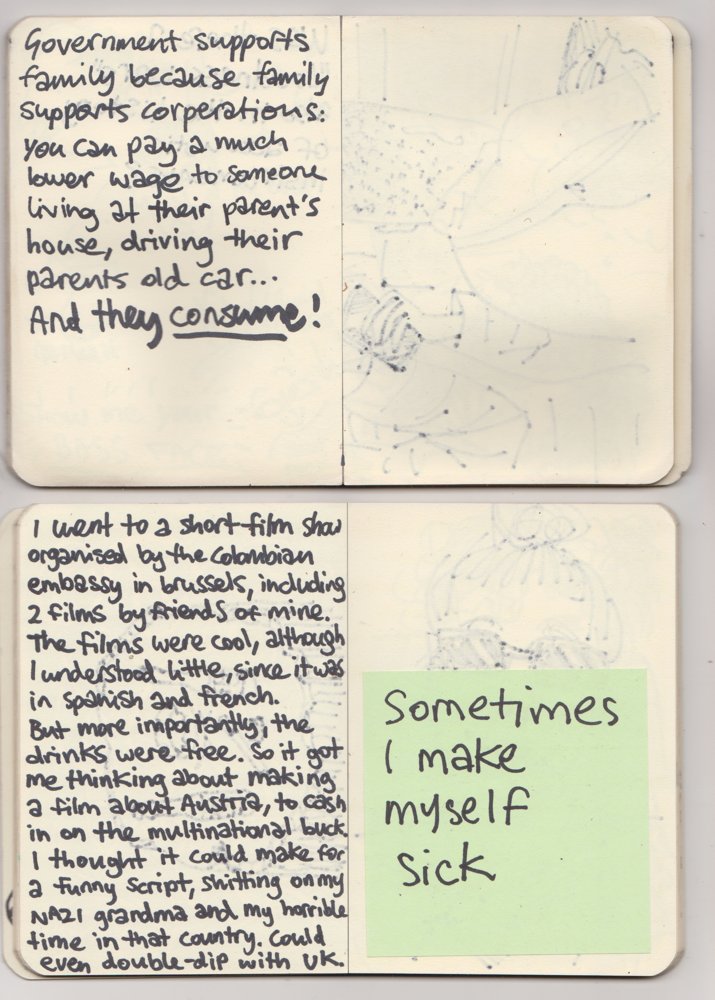 Government supports
family because family
supports corperations:
you can pay a much
lower wage to someone
living at their parent's
house, driving their
parents old car...
And they consume!
I went to a short film show
organised by the Colombian
embassy in brussels, including
2 films by friends of mine.
The films were cool, although
I understood little, since it was
in spanish and french.
But more importantly, the
drinks were free. So it got
me thinking about making
a film about Austria, to cash
in on the multinational buck.
I thought it could make for
a funny script, shitting on my
NAZI grandma and my horrible
time in that country. Could
even double-dip with UK.
Sometimes
I make
myself
sick